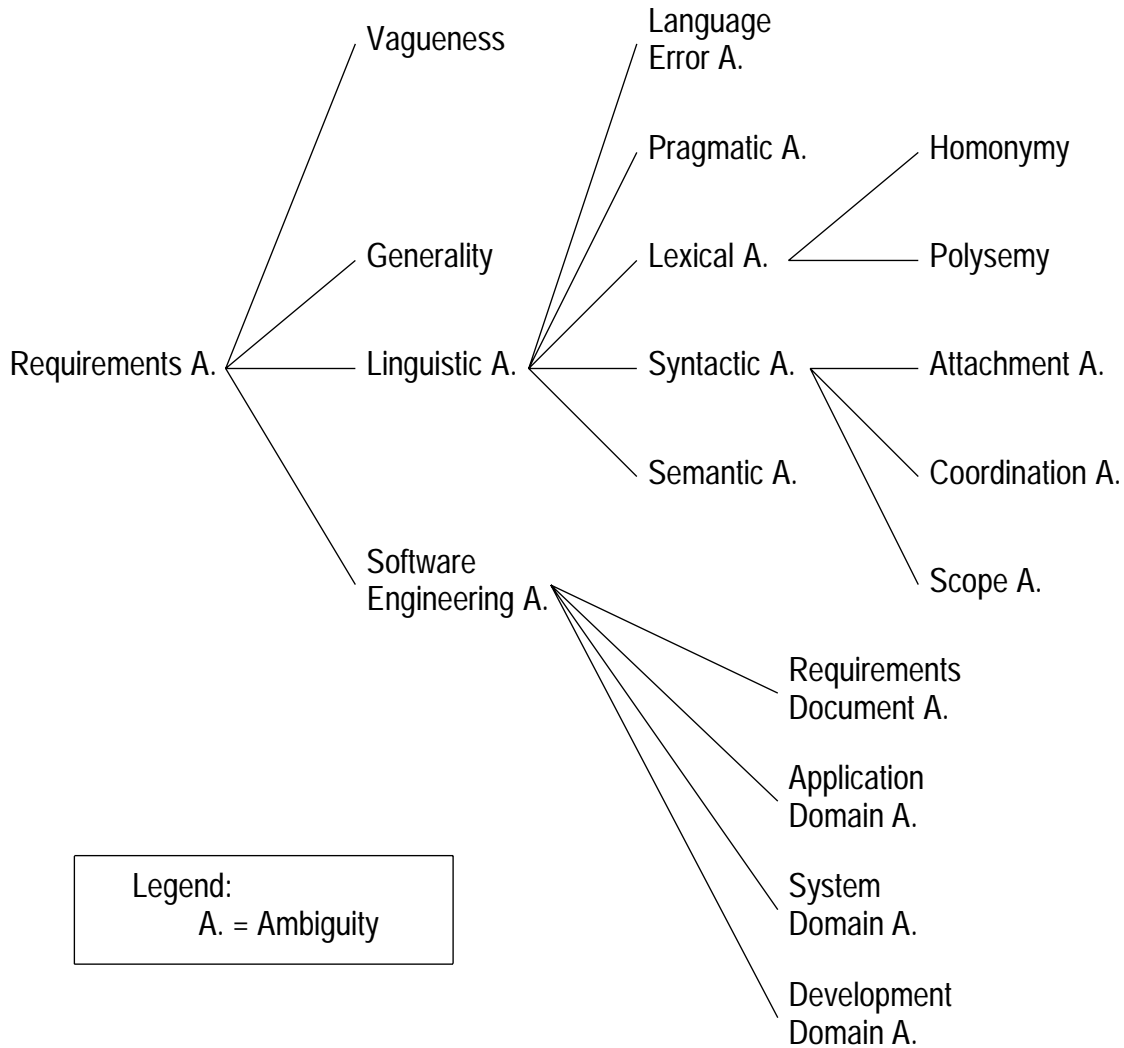 Vagueness
Language
Error A.
Pragmatic A.
Homonymy
Generality
Lexical A.
Polysemy
Requirements A.
Linguistic A.
Syntactic A.
Attachment A.
Semantic A.
Coordination A.
Software
Engineering A.
Scope A.
Requirements
Document A.
Application
Domain A.
Legend:
A. = Ambiguity
System
Domain A.
Development
Domain A.